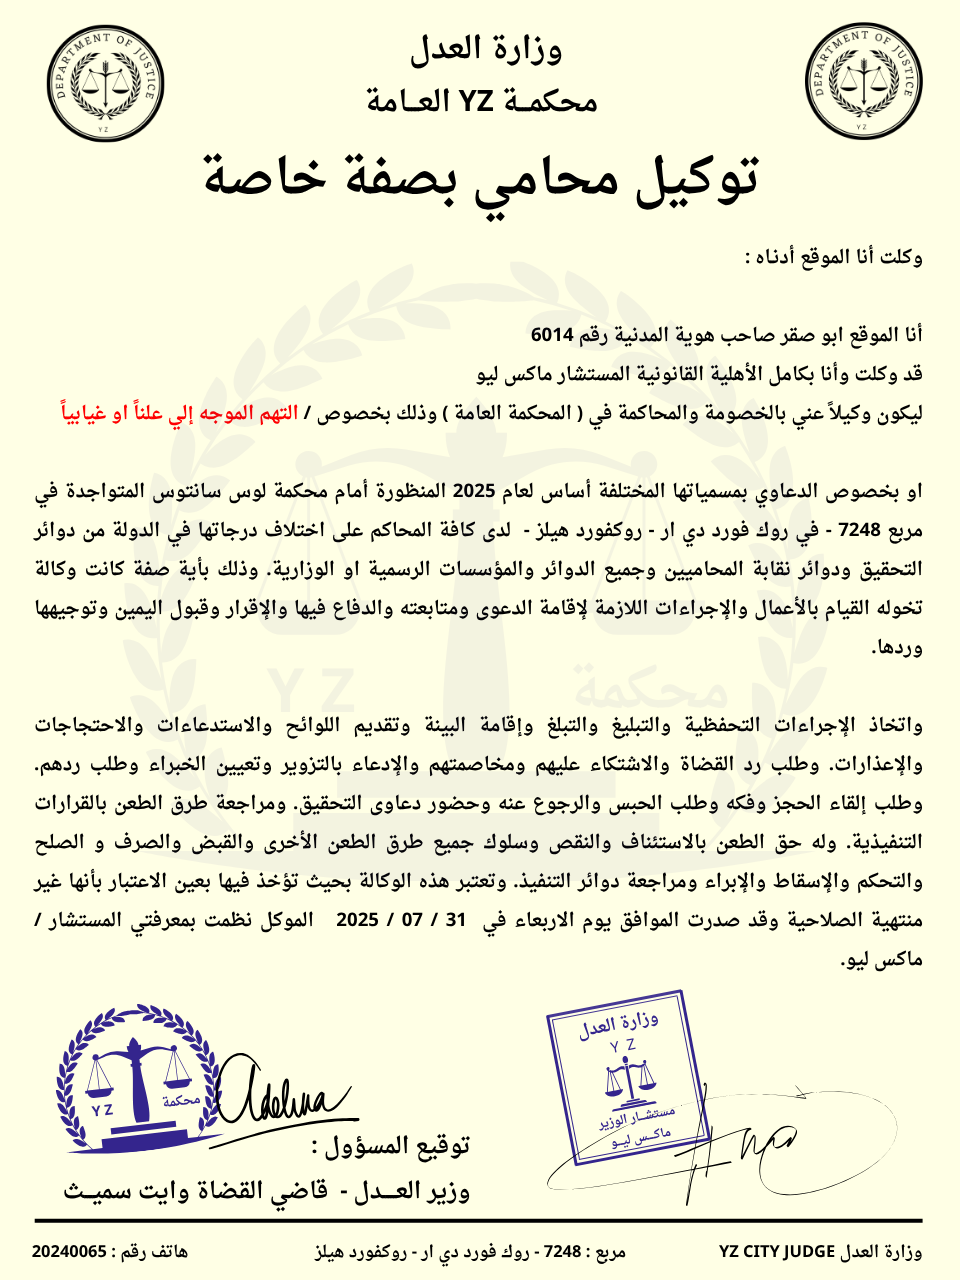 وزارة العدل
محكمـة YZ العـامة
DEPARTMENT OF JUSTICE
YZ
DEPARTMENT OF JUSTICE
YZ
توكيل محامي بصفة خاصة
وكلت أنا الموقع أدناه :
أنا الموقع ابو صقر صاحب هوية المدنية رقم 6014
قد وكلت وأنا بكامل الأهلية القانونية المستشار ماكس ليو
ليكون وكيلاً عني بالخصومة والمحاكمة في ( المحكمة العامة ) وذلك بخصوص / التهم الموجه إلي علناً او غيابياً
او بخصوص الدعاوي بمسمياتها المختلفة أساس لعام 2025 المنظورة أمام محكمة لوس سانتوس المتواجدة في
مربع 7248 - في روك فورد دي ار - روكفورد هيلز - لدى كافة المحاكم على اختلاف درجاتها في الدولة من دوائر
التحقيق ودوائر نقابة المحاميين وجميع الدوائر والمؤسسات الرسمية او الوزارية. وذلك بأية صفة كانت وكالة
تخوله القيام بالأعمال والإجراءات اللازمة لإقامة الدعوى ومتابعته والدفاع فيها والإقرار وقبول اليمين وتوجيهها
وردها.
YZ محكمة
واتخاذ الإجراءات التحفظية والتبليغ والتبلغ وإقامة البينة وتقديم اللوائح والاستدعاءات والاحتجاجات
والإعذارات. وطلب رد القضاة والاشتكاء عليهم ومخاصمتهم والإدعاء بالتزوير وتعيين الخبراء وطلب ردهم.
وطلب إلقاء الحجز وفكه وطلب الحبس والرجوع عنه وحضور دعاوى التحقيق. ومراجعة طرق الطعن بالقرارات
التنفيذية. وله حق الطعن بالاستئناف والنقص وسلوك جميع طرق الطعن الأخرى والقبض والصرف و الصلح
والتحكم والإسقاط والإبراء ومراجعة دوائر التنفيذ. وتعتبر هذه الوكالة بحيث تؤخذ فيها بعين الاعتبار بأنها غير
منتهية الصلاحية وقد صدرت الموافق يوم الاربعاء في 31 / 07 / 2025 الموكل نظمت بمعرفتي المستشار /
ماكس ليو.
وزارة العدل
Y Z
مستشـار الوزير
ماكـس ليـو
YZ محكمة
Adelina
توقيع المسؤول :
وزير العــدل - قاضي القضاة وايت سميـث
وزارة العدل YZ CITY JUDGE
مربع : 7248 - روك فورد دي ار - روكفورد هيلز
هاتف رقم : 20240065